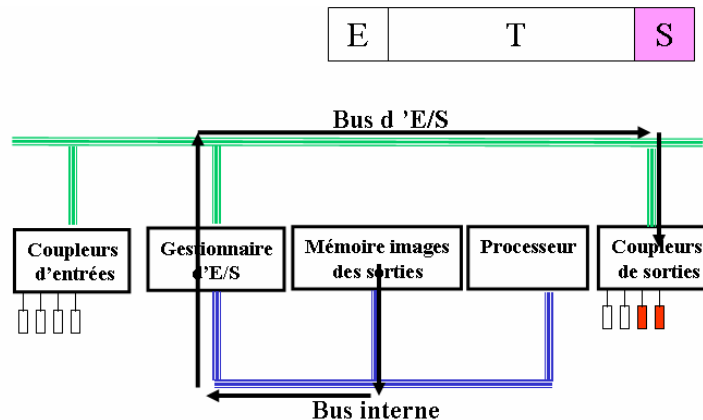 E T S
Bus d ’E/S
Coupleurs
d’entrées
Gestionnaire
d’E/S
Mémoire images
des sorties
Processeur
Coupleurs
de sorties
Bus interne